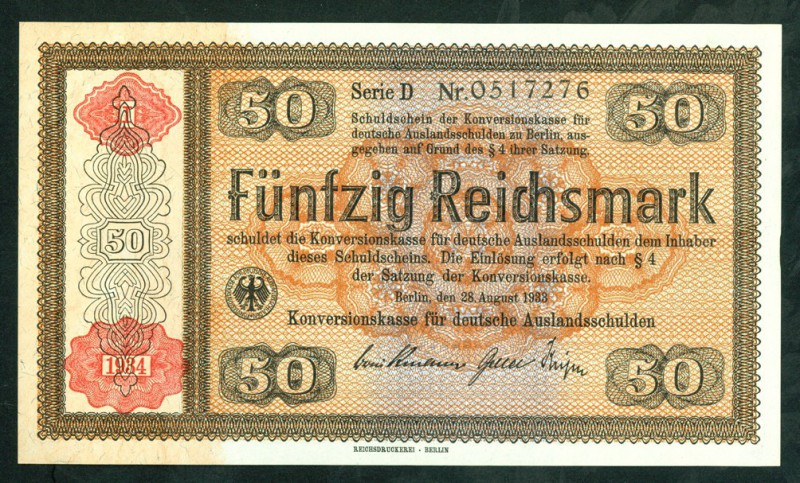 50
Serie D Nr. 0517276
50
Schuldschein der Konversionskasse für
deutsche Auslandsschulden zu Berlin, aus-
gegeben auf Grund des § 4 ihrer Satzung.
Fünfzig Reichsmark
50
schuldet die Konversionskasse für deutsche Auslandsschulden dem Inhaber
dieses Schuldscheins. Die Einlösung erfolgt nach § 4
der Satzung der Konversionskasse.
Berlin, den 28. August 1933
Konversionskasse für deutsche Auslandsschulden
1934
50
50
REICHSDRUCKEREI · BERLIN